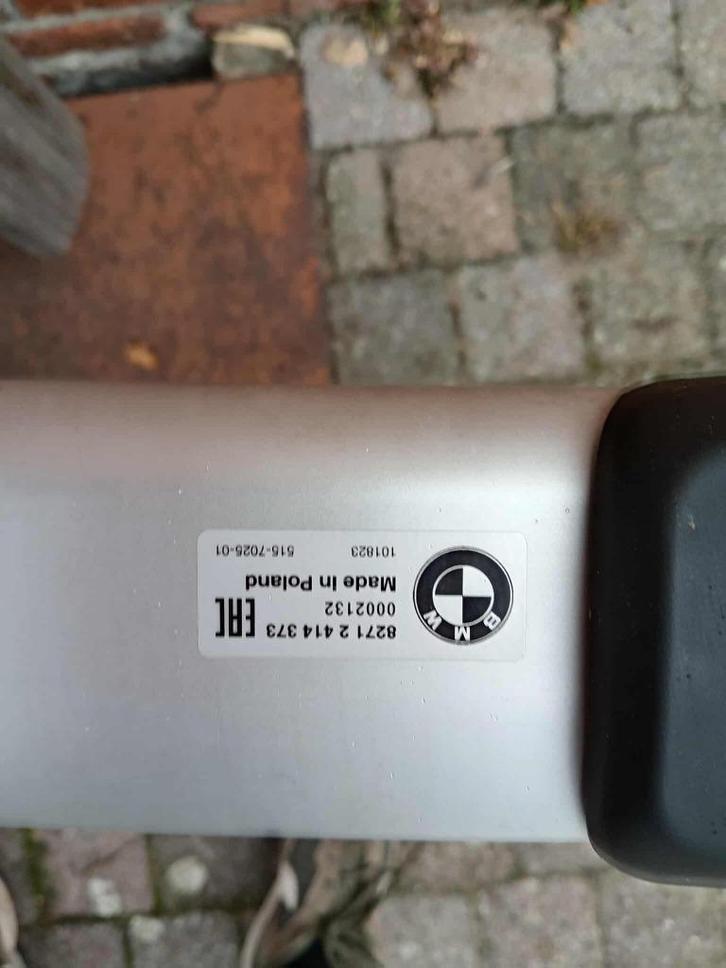 BMW
8271 2 414 373
0002132
EAC
Made in Poland
101823 515-7025-01